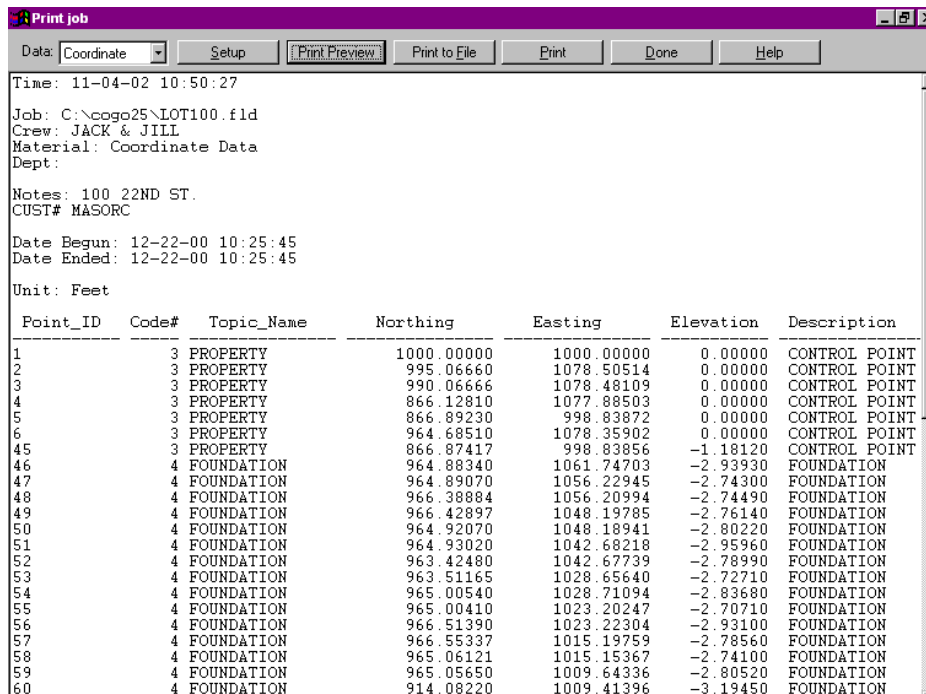 Print job
Data: Coordinate Setup Print Preview Print to File Print Done Help
Time: 11-04-02 10:50:27
Job: C:\cogo25\LOT100.fld
Crew: JACK & JILL
Material: Coordinate Data
Dept:
Notes: 100 22ND ST.
CUST# MASORC
Date Begun: 12-22-00 10:25:45
Date Ended: 12-22-00 10:25:45
Unit: Feet
Point_ID Code# Topic_Name Northing Easting Elevation Description
1 3 PROPERTY 1000.00000 1000.00000 0.00000 CONTROL POINT
2 3 PROPERTY 995.06660 1078.50514 0.00000 CONTROL POINT
3 3 PROPERTY 990.06666 1078.48109 0.00000 CONTROL POINT
4 3 PROPERTY 866.12810 1077.88503 0.00000 CONTROL POINT
5 3 PROPERTY 866.89230 998.83872 0.00000 CONTROL POINT
6 3 PROPERTY 964.68510 1078.35902 0.00000 CONTROL POINT
45 3 PROPERTY 866.87417 998.83856 -1.18120 CONTROL POINT
46 4 FOUNDATION 964.88340 1061.74703 -2.93930 FOUNDATION
47 4 FOUNDATION 964.89070 1056.22945 -2.74300 FOUNDATION
48 4 FOUNDATION 966.38884 1056.20994 -2.74490 FOUNDATION
49 4 FOUNDATION 966.42897 1048.19785 -2.76140 FOUNDATION
50 4 FOUNDATION 964.92070 1048.18941 -2.80220 FOUNDATION
51 4 FOUNDATION 964.93020 1042.68218 -2.95960 FOUNDATION
52 4 FOUNDATION 963.42480 1042.67739 -2.78990 FOUNDATION
53 4 FOUNDATION 963.51165 1028.65640 -2.72710 FOUNDATION
54 4 FOUNDATION 965.00540 1028.71094 -2.83680 FOUNDATION
55 4 FOUNDATION 965.00410 1023.20247 -2.70710 FOUNDATION
56 4 FOUNDATION 966.51390 1023.22304 -2.93100 FOUNDATION
57 4 FOUNDATION 966.55337 1015.19759 -2.78560 FOUNDATION
58 4 FOUNDATION 965.06121 1015.15367 -2.74100 FOUNDATION
59 4 FOUNDATION 965.05650 1009.64336 -2.80520 FOUNDATION
60 4 FOUNDATION 914.08220 1009.41396 -3.19450 FOUNDATION